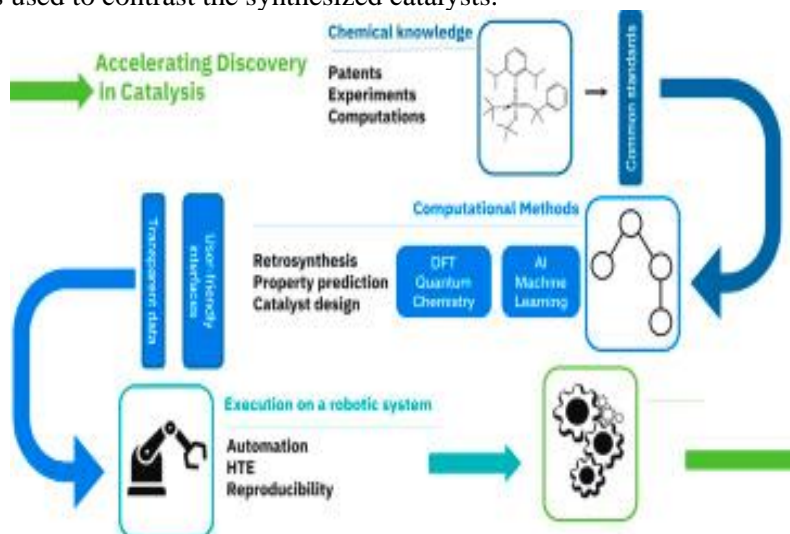 s used to contrast the synthesized catalysts.
Accelerating Discovery
in Catalysis
Chemical knowledge
Patents
Experiments
Computations
Common standards
Computational Methods
Retrosynthesis
Property prediction
Catalyst design
DFT
Quantum
Chemistry
AI
Machine
Learning
User-friendly
interfaces
Transparent data
Execution on a robotic system
Automation
HTE
Reproducibility